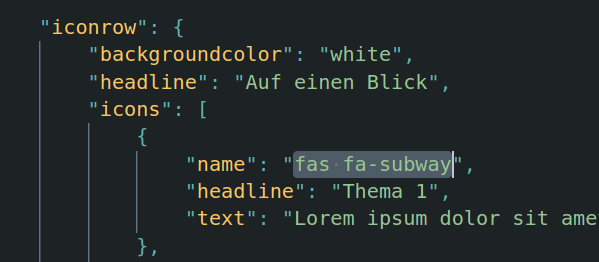 "iconrow": {
"backgroundcolor": "white",
"headline": "Auf einen Blick",
"icons": [
{
"name": "fas fa-subway",
"headline": "Thema 1",
"text": "Lorem ipsum dolor sit ame
},